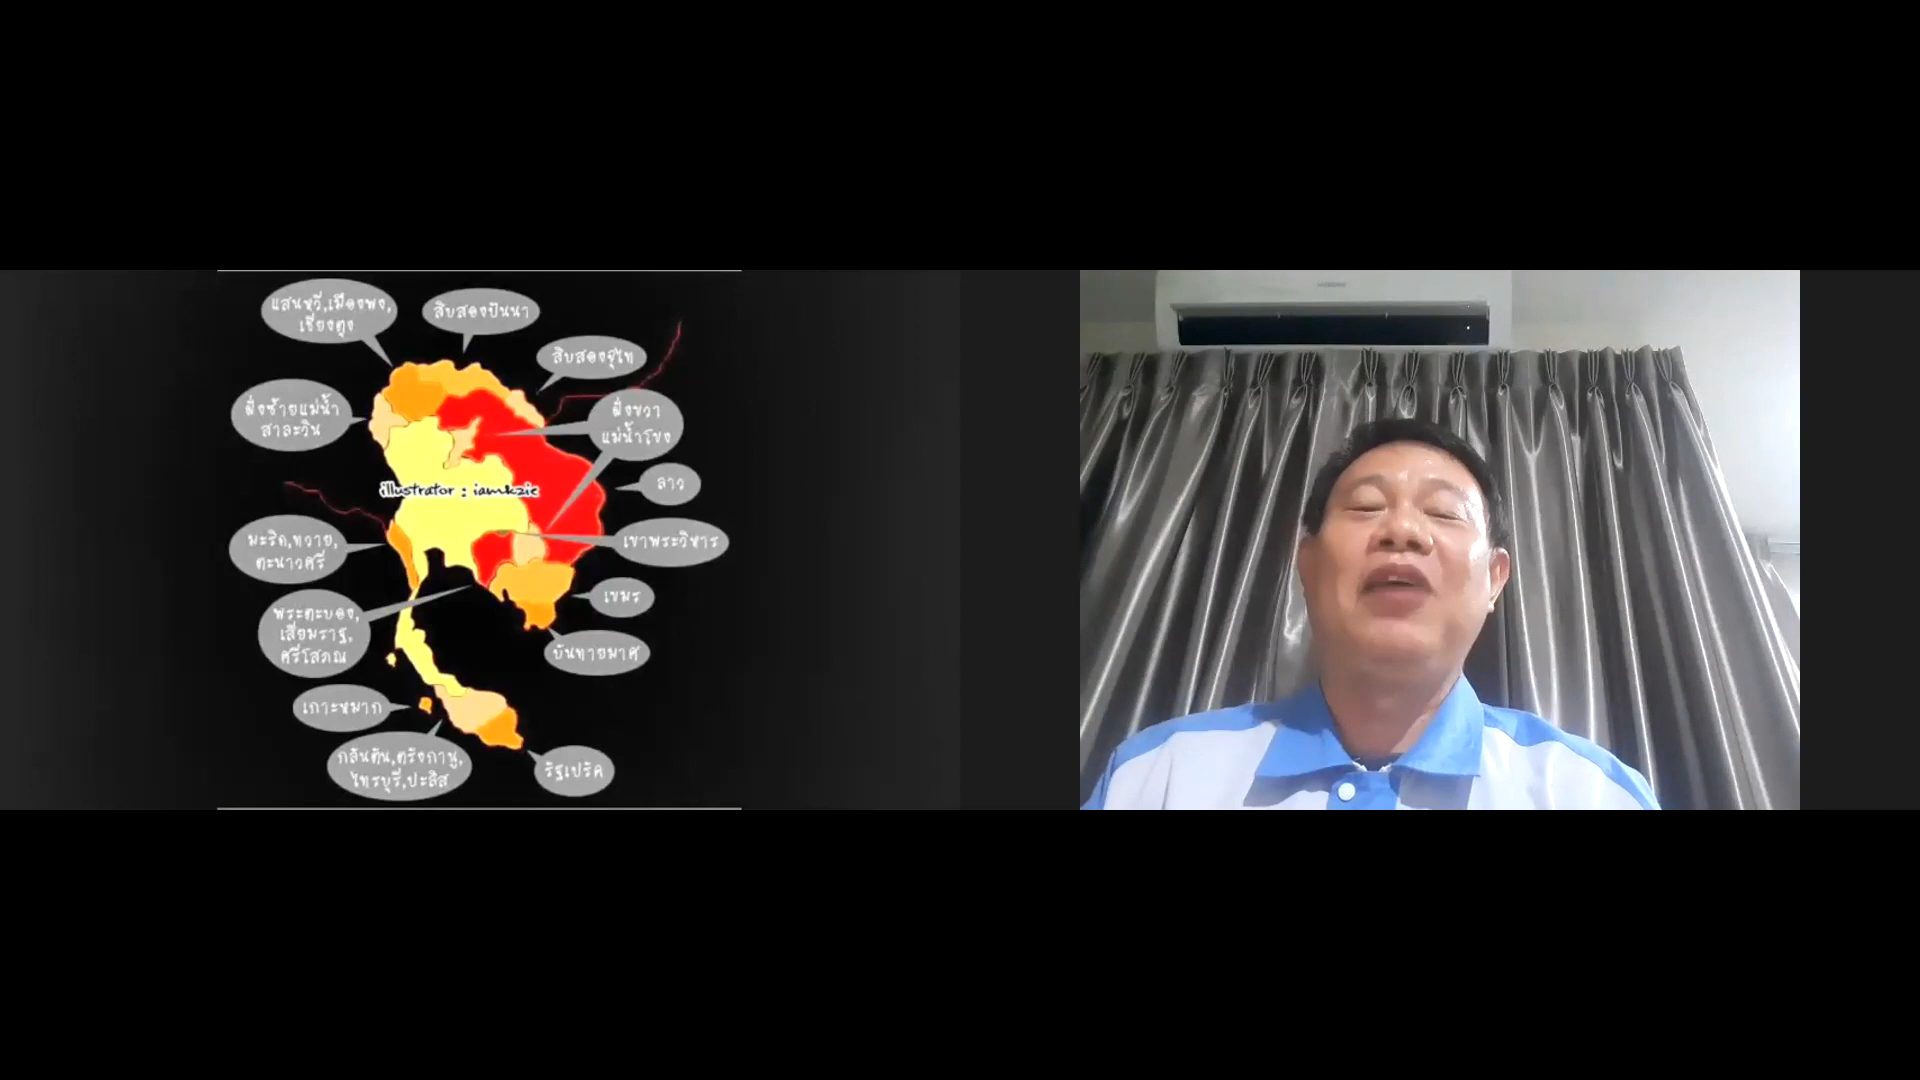 แสนหวี,เมืองพง,
เชียงตุง
สิบสองปันนา
สิบสองจุไท
ฝั่งซ้ายแม่น้ำ
สาละวิน
ฝั่งขวา
แม่น้ำโขง
ลาว
illustrator : iamkzie
เขาพระวิหาร
มะริด,ทวาย,
ตะนาวศรี
เขมร
พระตะบอง,
เสียมราฐ,
ศรีโสภณ
บันทายมาศ
เกาะหมาก
กลันตัน,ตรังกานู,
ไทรบุรี,ปะลิส
รัฐเปรัค